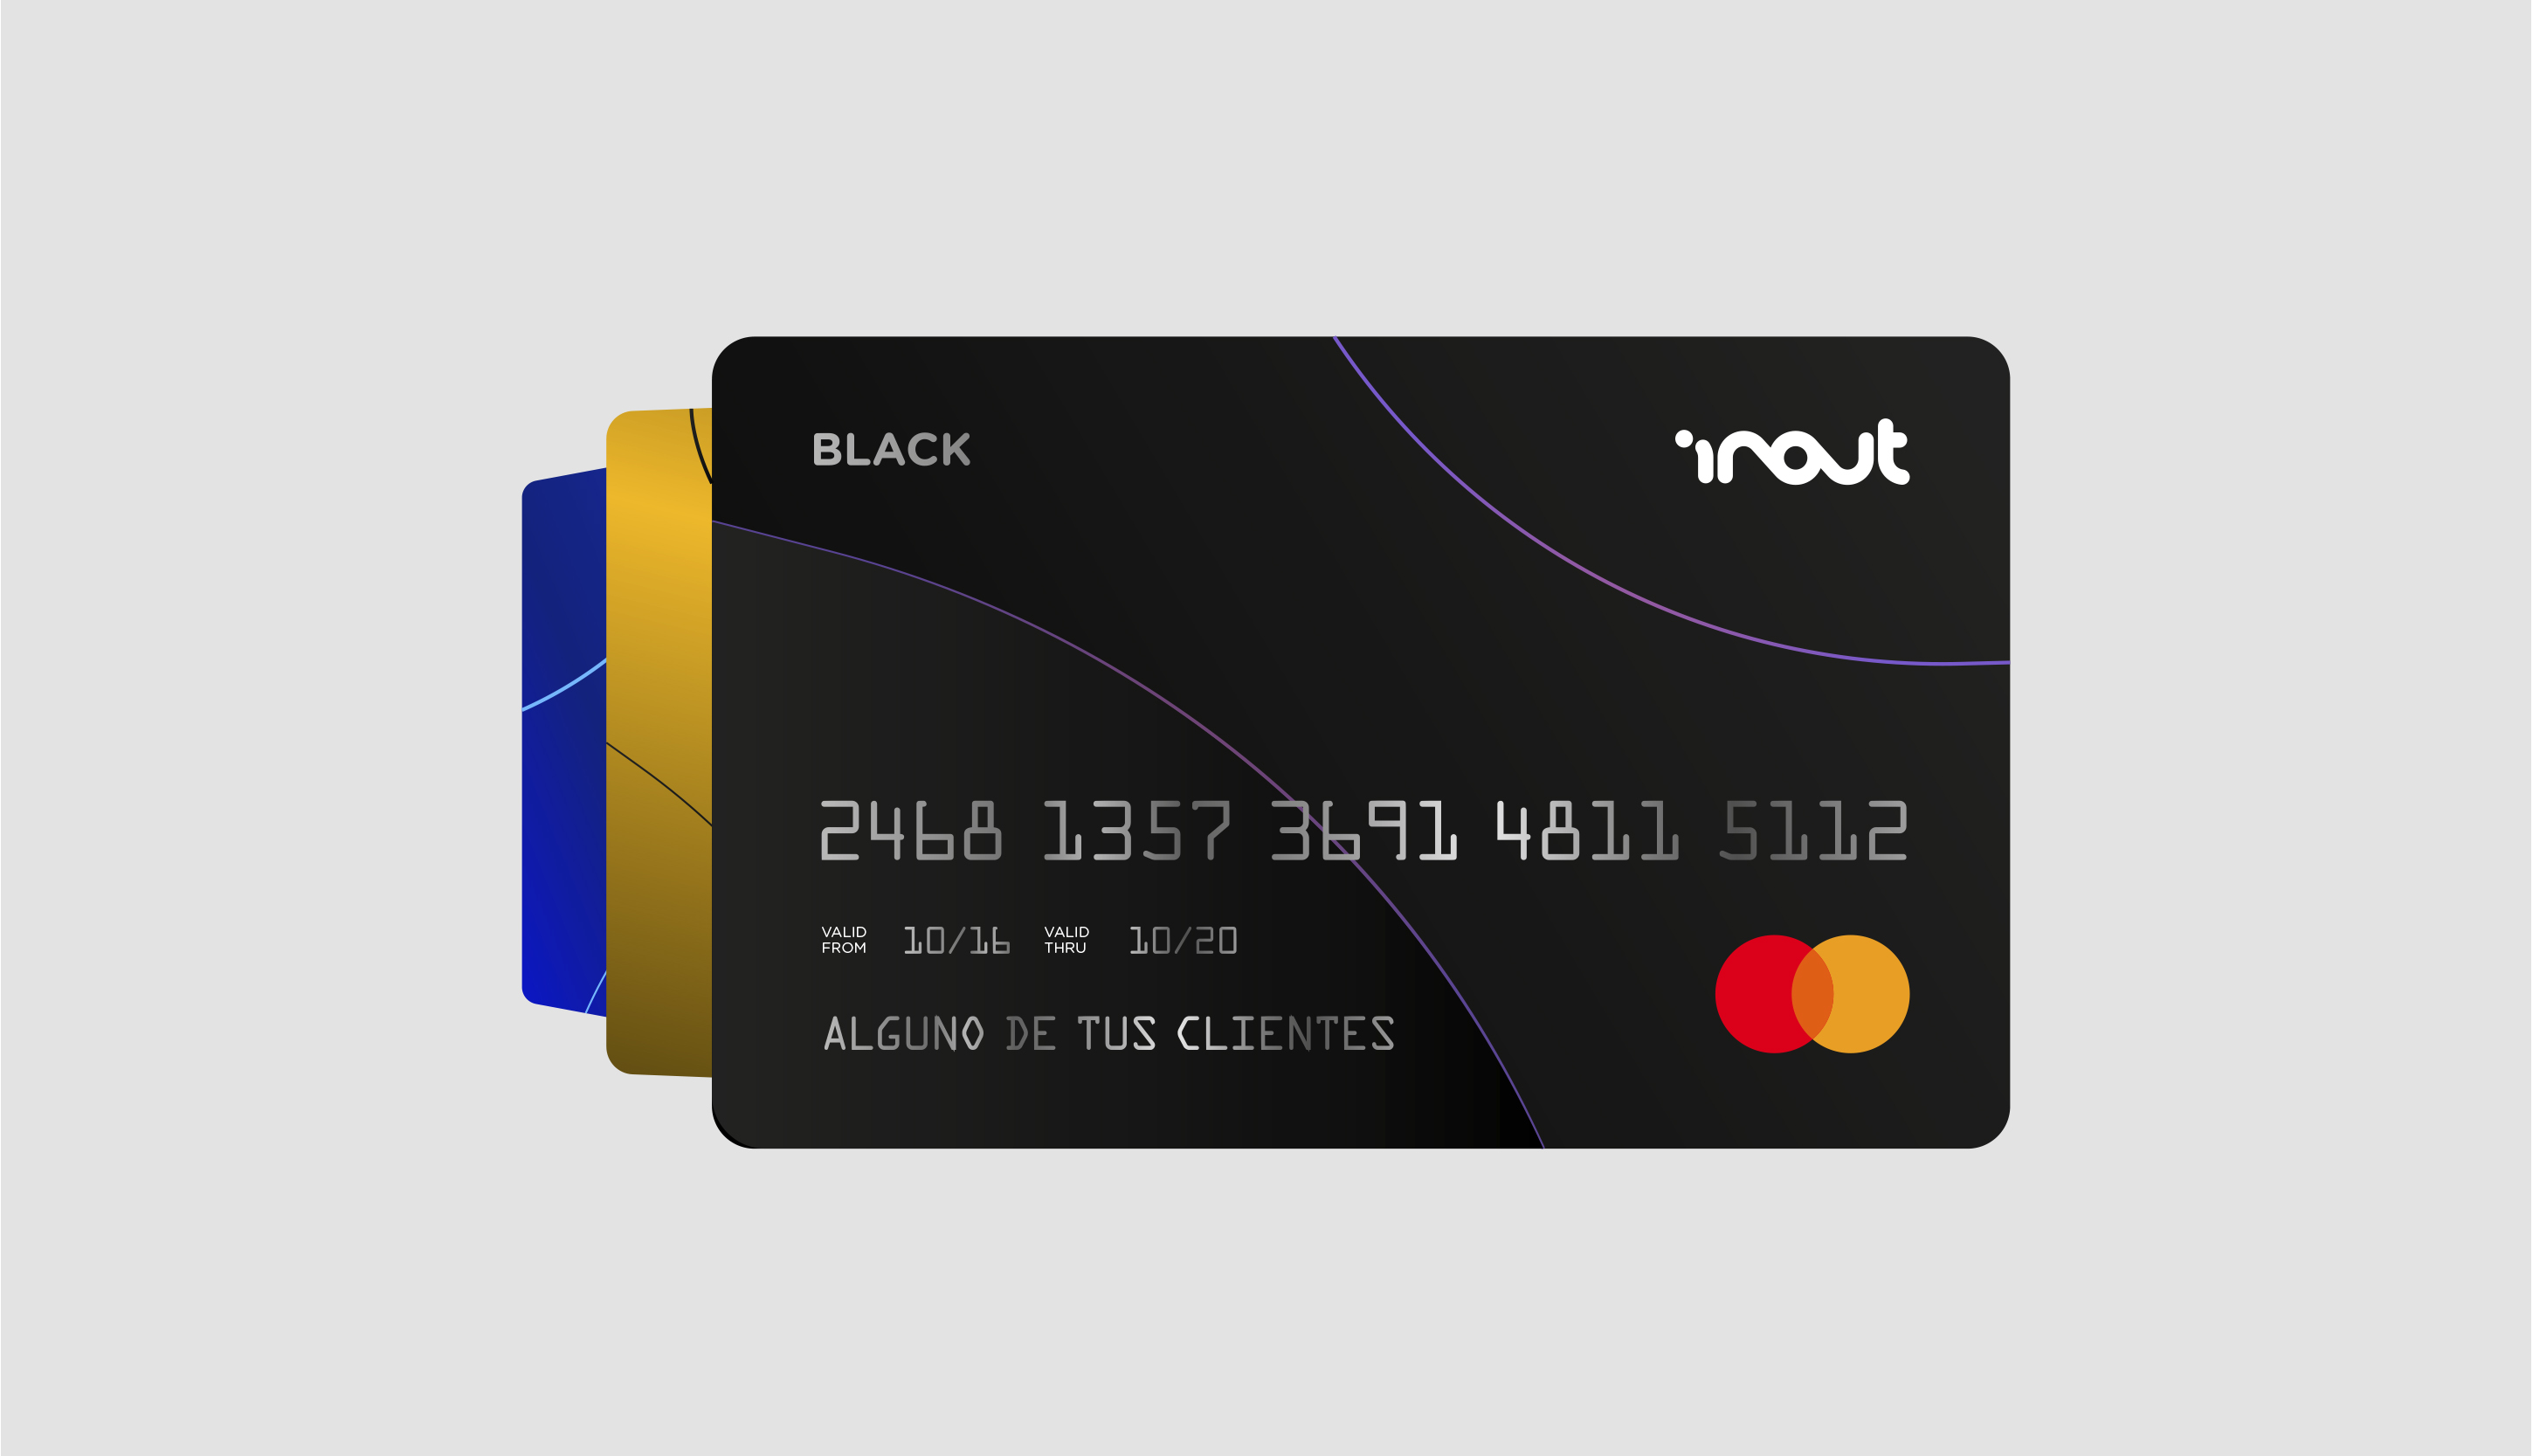 BLACK
inout
2468 1357 3691 4811 5112
VALID FROM 10/16 VALID THRU 10/20
ALGUNO DE TUS CLIENTES